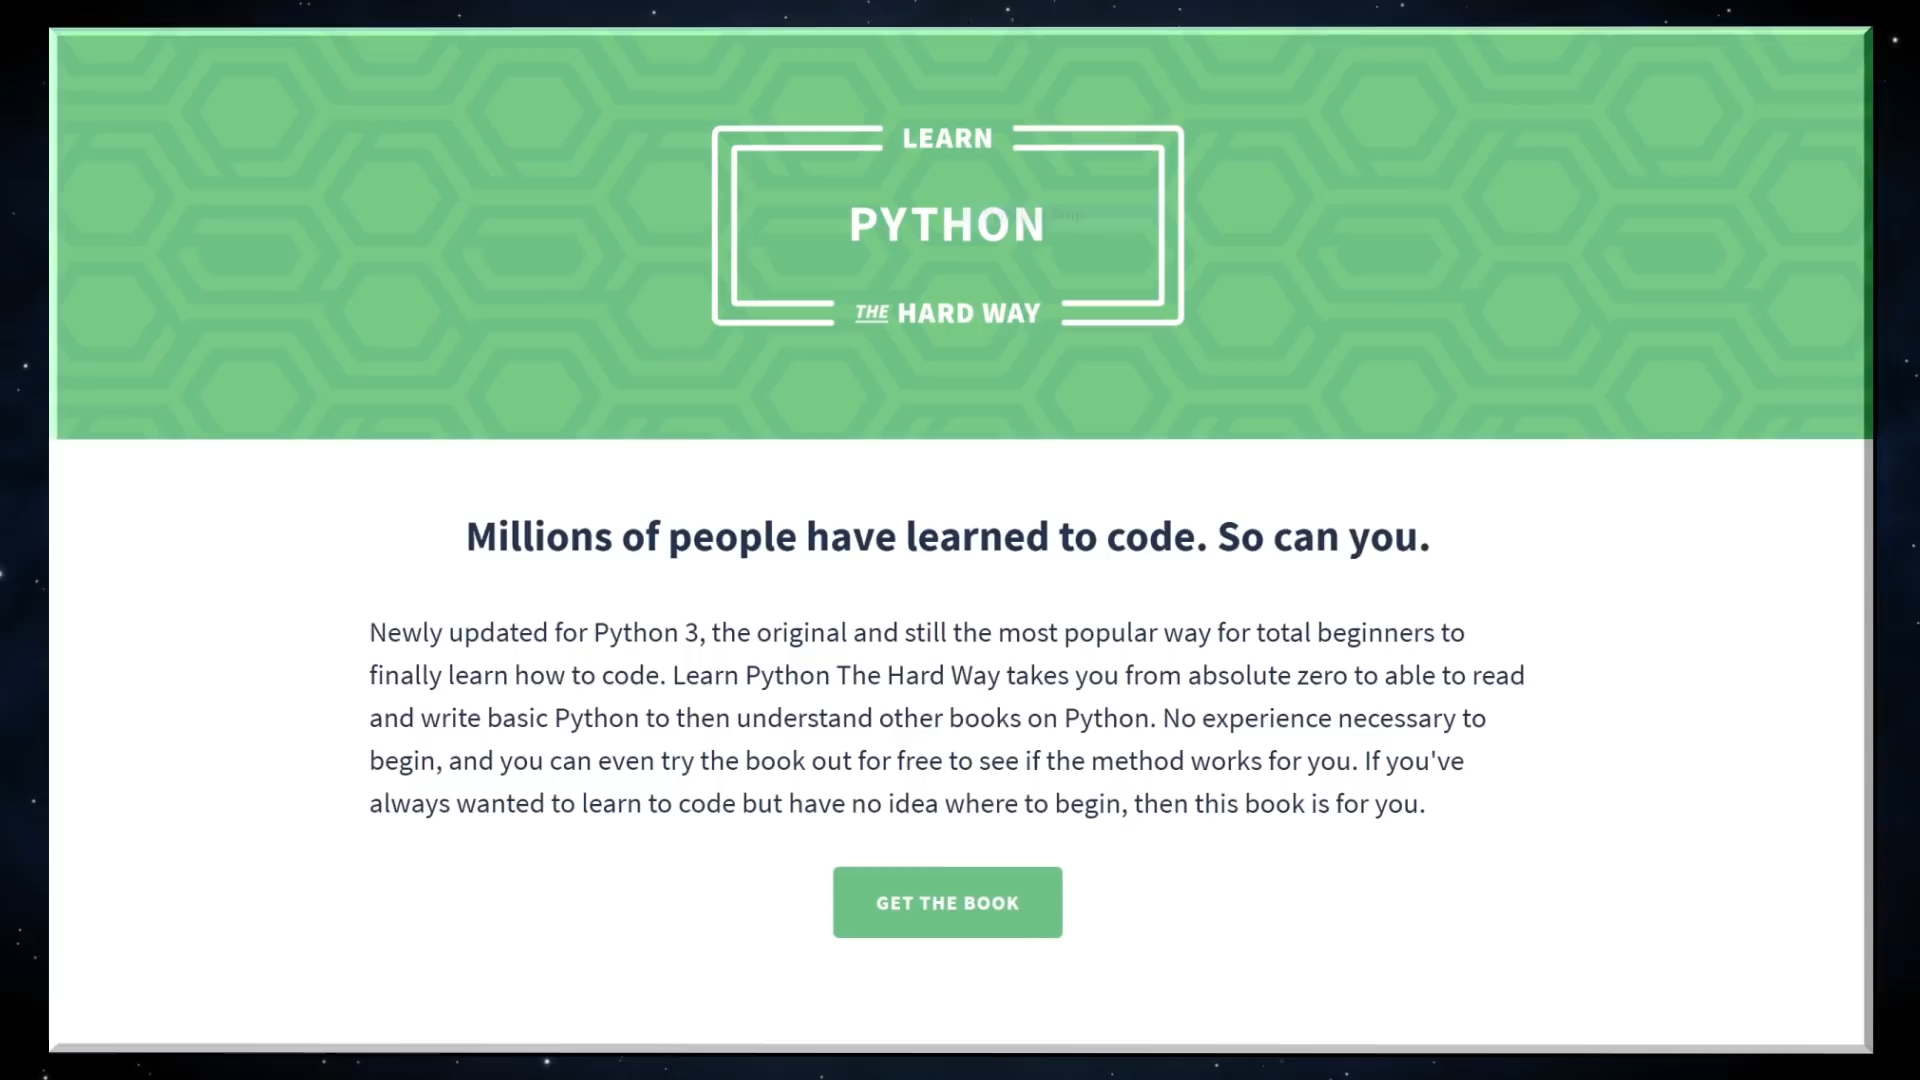 LEARN
PYTHON
THE HARD WAY
Millions of people have learned to code. So can you.
Newly updated for Python 3, the original and still the most popular way for total beginners to
finally learn how to code. Learn Python The Hard Way takes you from absolute zero to able to read
and write basic Python to then understand other books on Python. No experience necessary to
begin, and you can even try the book out for free to see if the method works for you. If you've
always wanted to learn to code but have no idea where to begin, then this book is for you.
GET THE BOOK